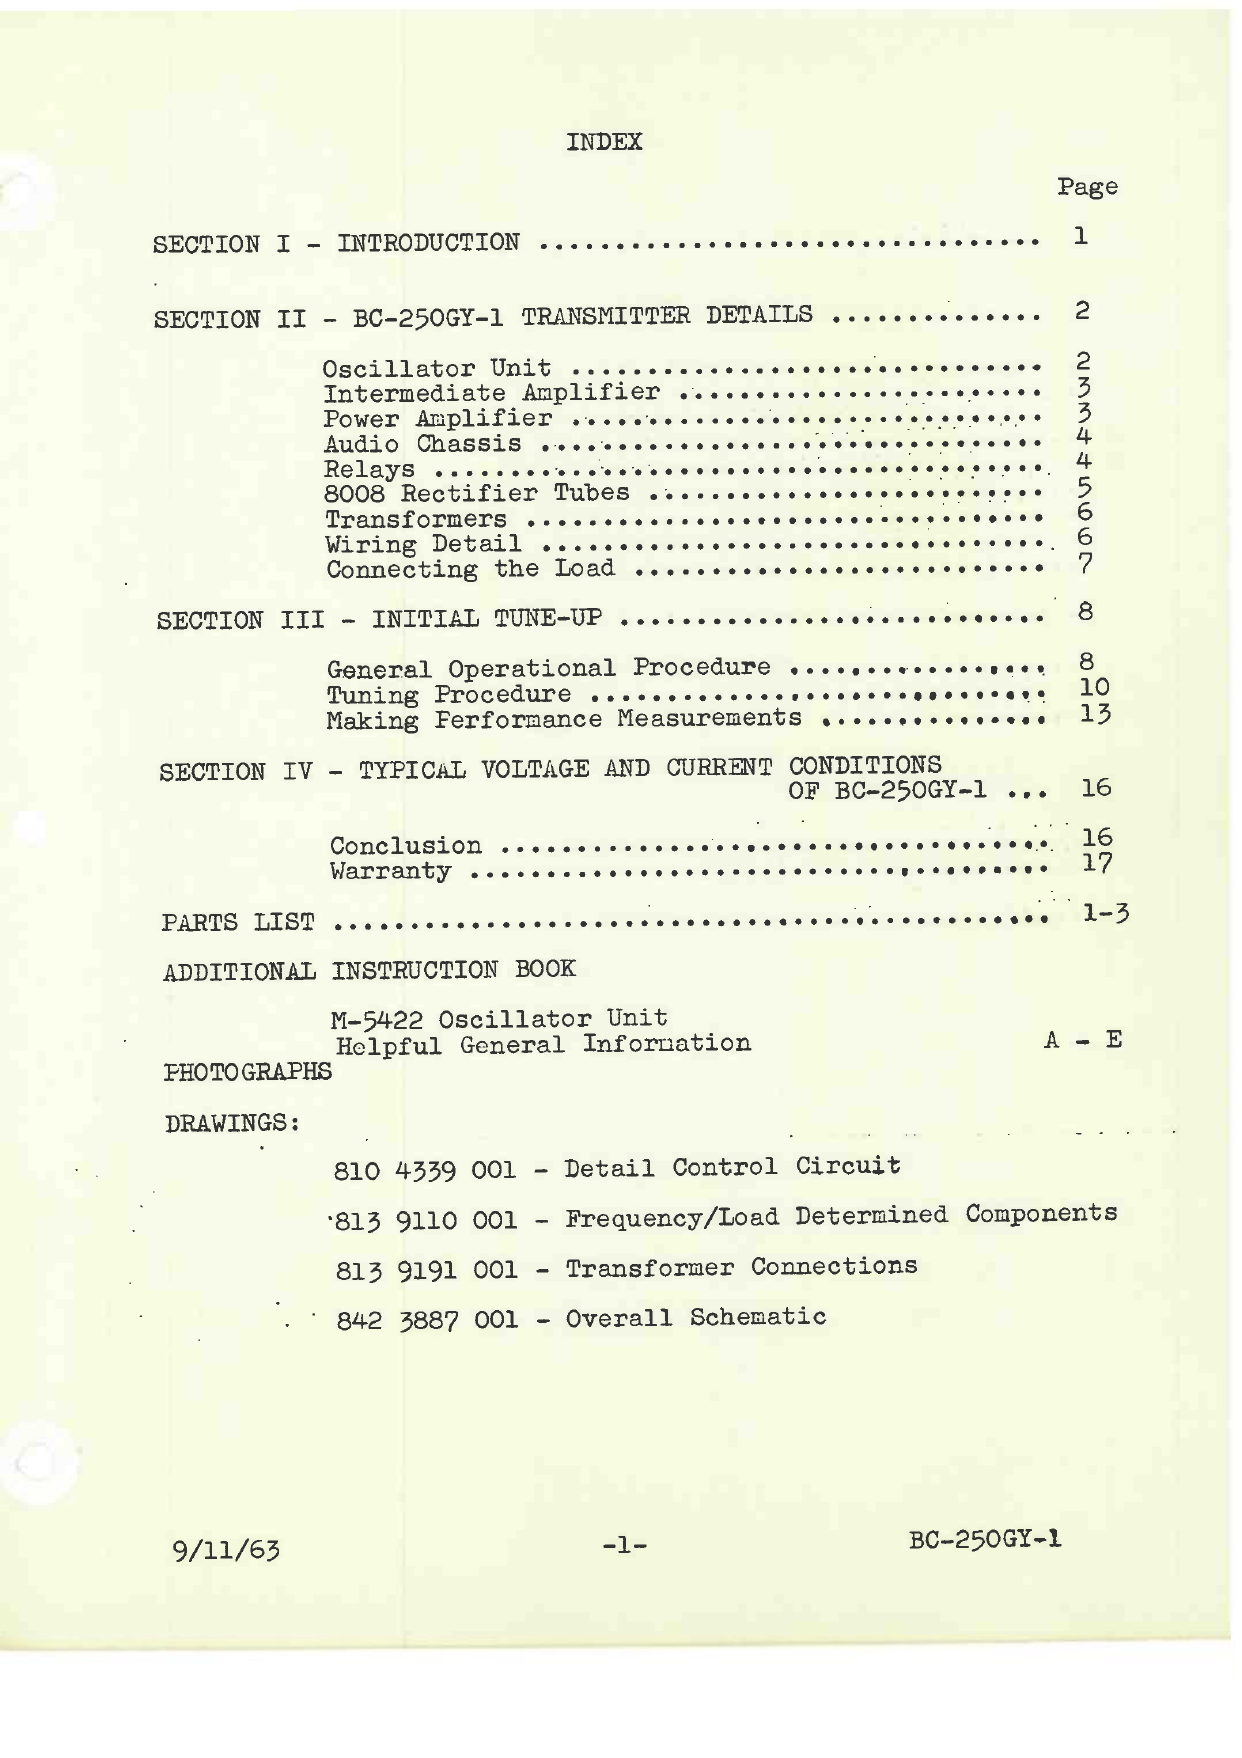 INDEX
Page
SECTION I - INTRODUCTION ................................. 1
SECTION II - BC-250GY-1 TRANSMITTER DETAILS .............. 2
Oscillator Unit ............................... 2
Intermediate Amplifier ........................ 3
Power Amplifier ............................... 3
Audio Chassis ................................. 4
Relays ........................................ 4
8008 Rectifier Tubes .......................... 5
Transformers .................................. 6
Wiring Detail ................................. 6
Connecting the Load ........................... 7
SECTION III - INITIAL TUNE-UP ............................ 8
General Operational Procedure ................. 8
Tuning Procedure .............................. 10
Making Performance Measurements ............... 13
SECTION IV - TYPICAL VOLTAGE AND CURRENT CONDITIONS
OF BC-250GY-1 ... 16
Conclusion .................................... 16
Warranty ...................................... 17
PARTS LIST ............................................... 1-3
ADDITIONAL INSTRUCTION BOOK
M-5422 Oscillator Unit
Helpful General Information A - E
PHOTOGRAPHS
DRAWINGS:
810 4339 001 - Detail Control Circuit
813 9110 001 - Frequency/Load Determined Components
813 9191 001 - Transformer Connections
842 3887 001 - Overall Schematic
9/11/63 -1- BC-250GY-1